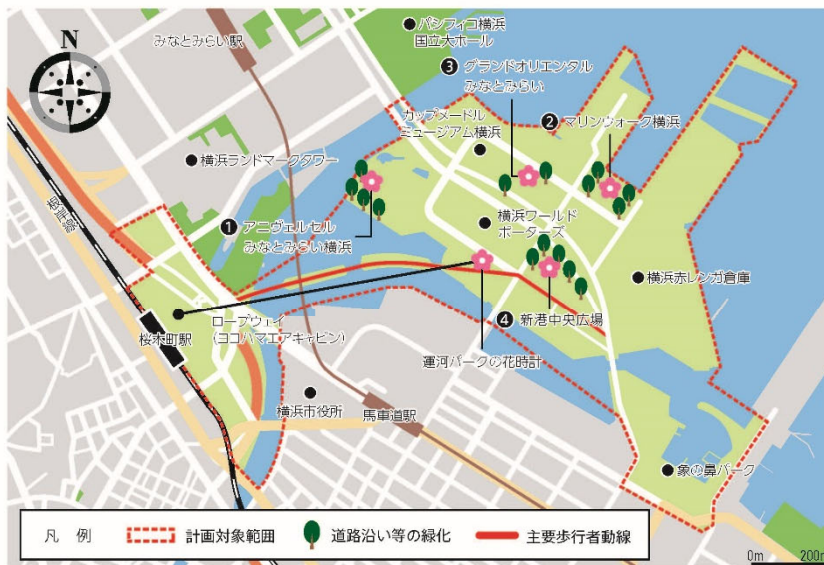 N
みなとみらい駅
パシフィコ横浜
国立大ホール
❸ グランドオリエンタル
みなとみらい
カップヌードル
ミュージアム横浜
❷ マリンウォーク横浜
横浜ランドマークタワー
根岸線
❶ アニヴェルセル
みなとみらい横浜
横浜ワールド
ポーターズ
横浜赤レンガ倉庫
ロープウェイ
(ヨコハマエアキャビン)
❹ 新港中央広場
桜木町駅
運河パークの花時計
横浜市役所
馬車道駅
象の鼻パーク
凡 例
計画対象範囲
道路沿い等の緑化
主要歩行者動線
0m
200m